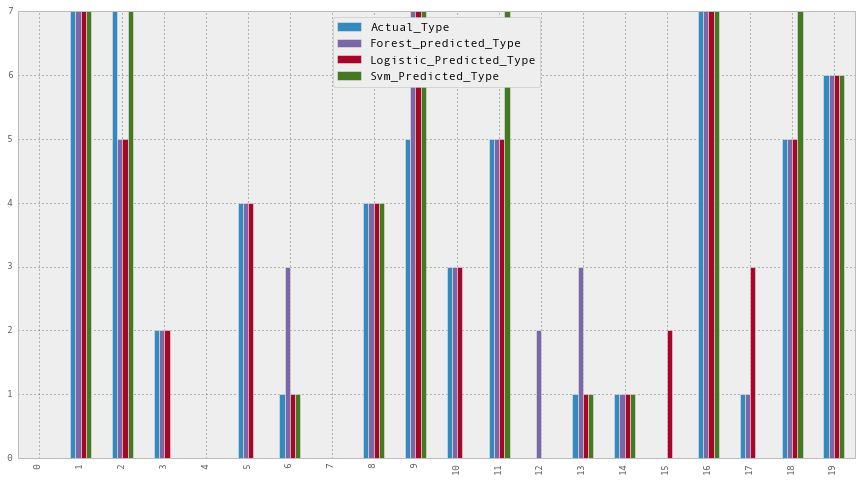 7
6
5
4
3
2
1
0
Actual_Type
Forest_predicted_Type
Logistic_Predicted_Type
Svm_Predicted_Type
0 1 2 3 4 5 6 7 8 9 10 11 12 13 14 15 16 17 18 19